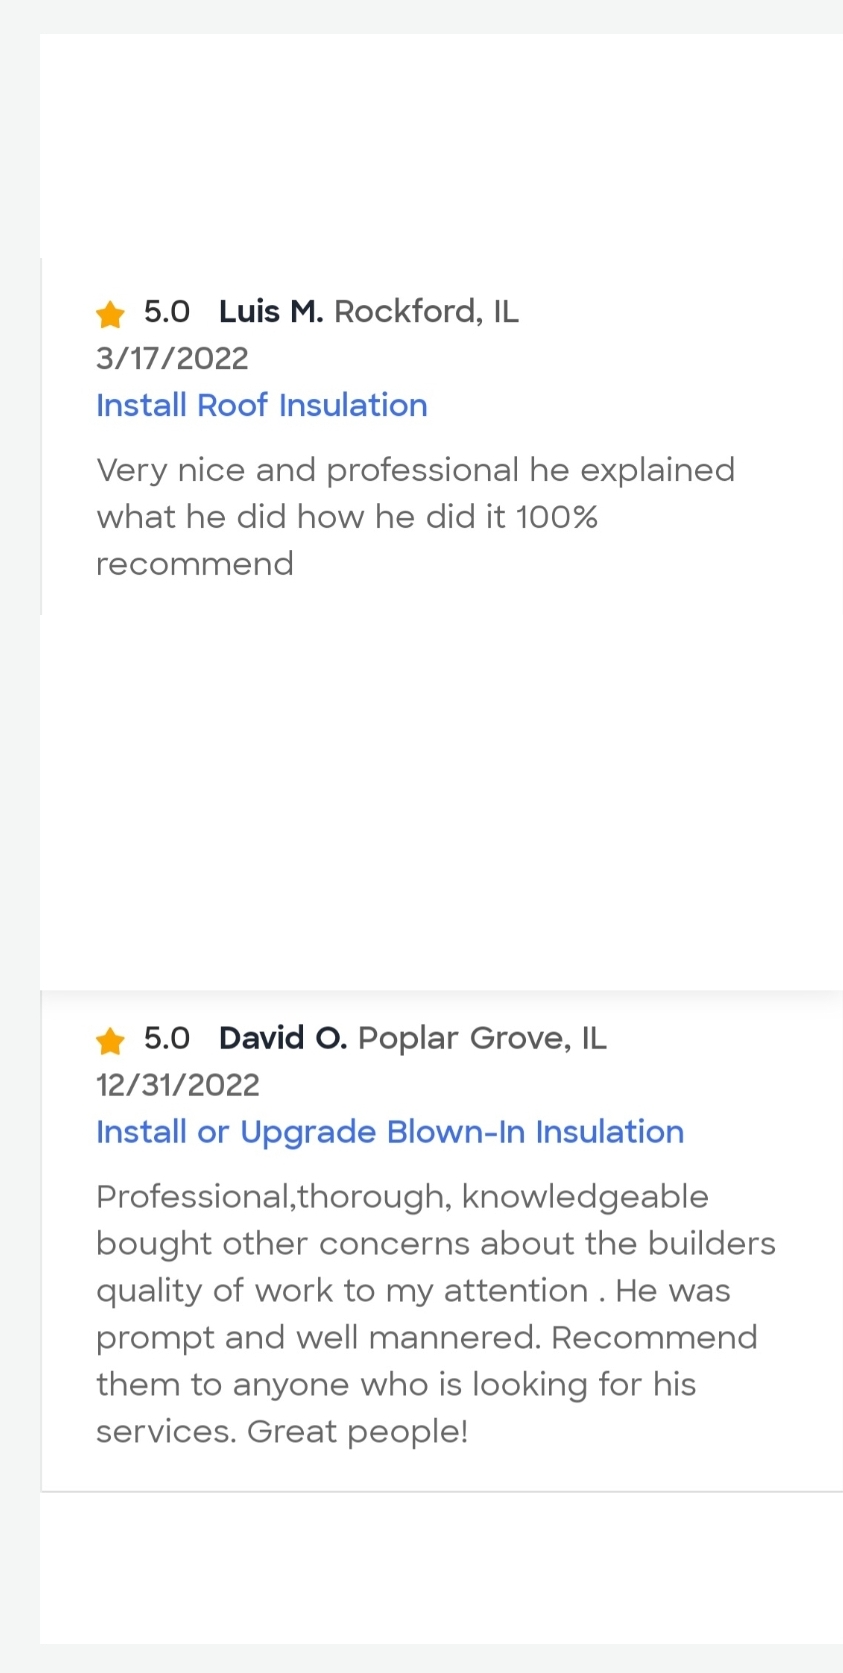 5.0 Luis M. Rockford, IL
3/17/2022
Install Roof Insulation
Very nice and professional he explained
what he did how he did it 100%
recommend
5.0 David O. Poplar Grove, IL
12/31/2022
Install or Upgrade Blown-In Insulation
Professional,thorough, knowledgeable
bought other concerns about the builders
quality of work to my attention . He was
prompt and well mannered. Recommend
them to anyone who is looking for his
services. Great people!